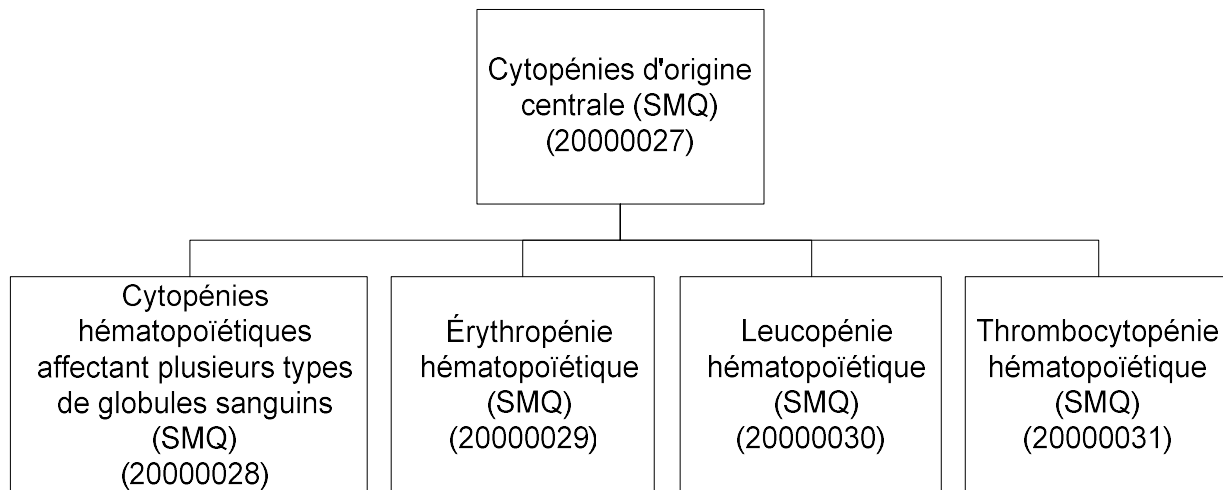 Cytopénies d'origine
centrale (SMQ)
(20000027)
Cytopénies
hématopoïétiques
affectant plusieurs types
de globules sanguins
(SMQ)
(20000028)
Érythropénie
hématopoïétique
(SMQ)
(20000029)
Leucopénie
hématopoïétique
(SMQ)
(20000030)
Thrombocytopénie
hématopoïétique
(SMQ)
(20000031)